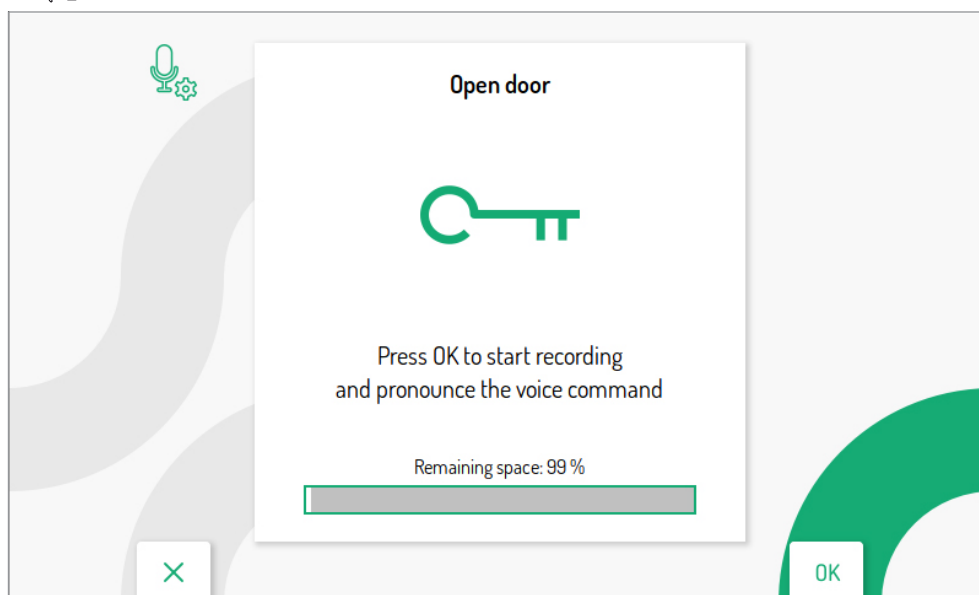 Open door
Press OK to start recording
and pronounce the voice command
Remaining space: 99 %
OK